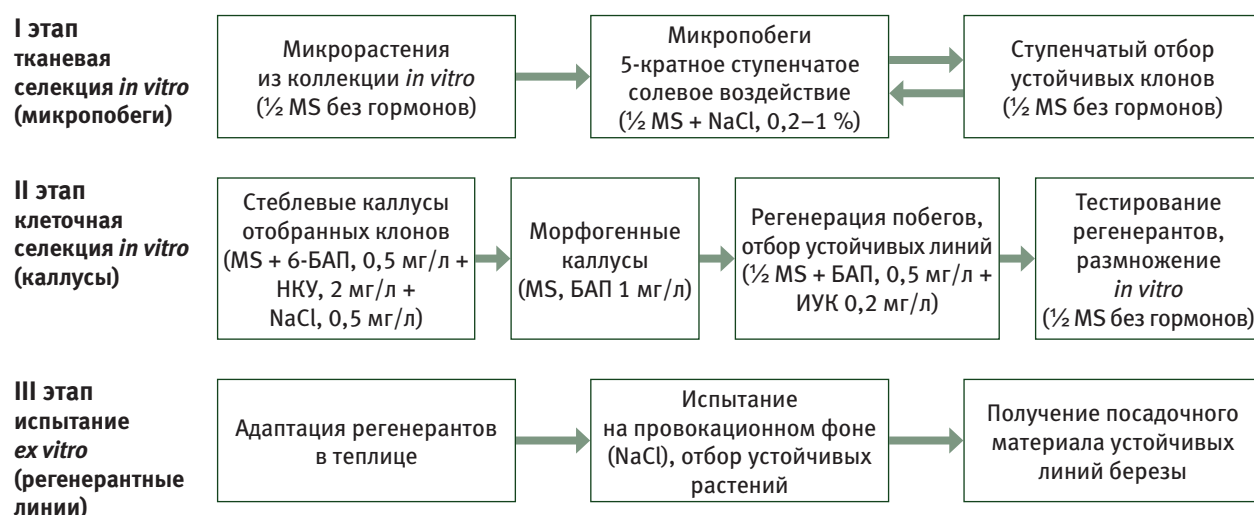 I этап
тканевая
селекция in vitro
(микропобеги)
Микрорастения
из коллекции in vitro
(½ MS без гормонов)
Микропобеги
5-кратное ступенчатое
солевое воздействие
(½ MS + NaCl, 0,2–1 %)
Ступенчатый отбор
устойчивых клонов
(½ MS без гормонов)
II этап
клеточная
селекция in vitro
(каллусы)
Стеблевые каллусы
отобранных клонов
(MS + 6-БАП, 0,5 мг/л +
НКУ, 2 мг/л +
NaCl, 0,5 мг/л)
Морфогенные
каллусы
(MS, БАП 1 мг/л)
Регенерация побегов,
отбор устойчивых линий
(½ MS + БАП, 0,5 мг/л +
ИУК 0,2 мг/л)
Тестирование
регенерантов,
размножение
in vitro
(½ MS без гормонов)
III этап
испытание
ex vitro
(регенерантные
линии)
Адаптация регенерантов
в теплице
Испытание
на провокационном фоне
(NaCl), отбор устойчивых
растений
Получение посадочного
материала устойчивых
линий березы